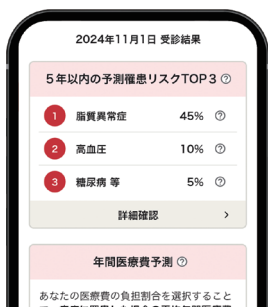 2024年11月1日 受診結果
5年以内の予測罹患リスクTOP3 ?
1 脂質異常症 45% ?
2 高血圧 10% ?
3 糖尿病 等 5% ?
詳細確認 >
年間医療費予測 ?
あなたの医療費の負担割合を選択すること